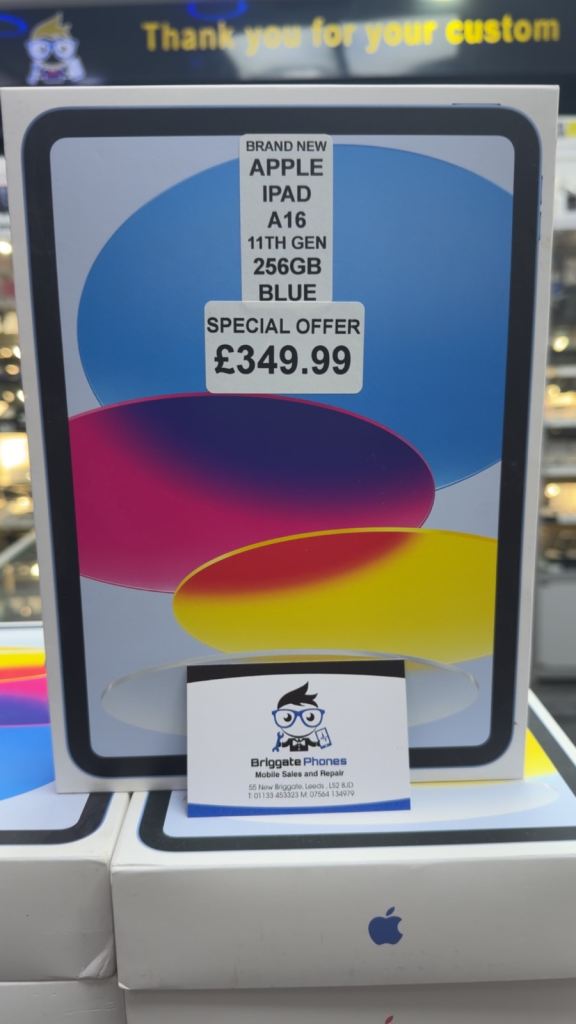 Thank you for your custom
BRAND NEW
APPLE
IPAD
A16
11TH GEN
256GB
BLUE
SPECIAL OFFER
£349.99
Briggate Phones
Mobile Sales and Repair
55 New Briggate, Leeds, LS2 8JD
T: 01133 453323 M: 07564 134979